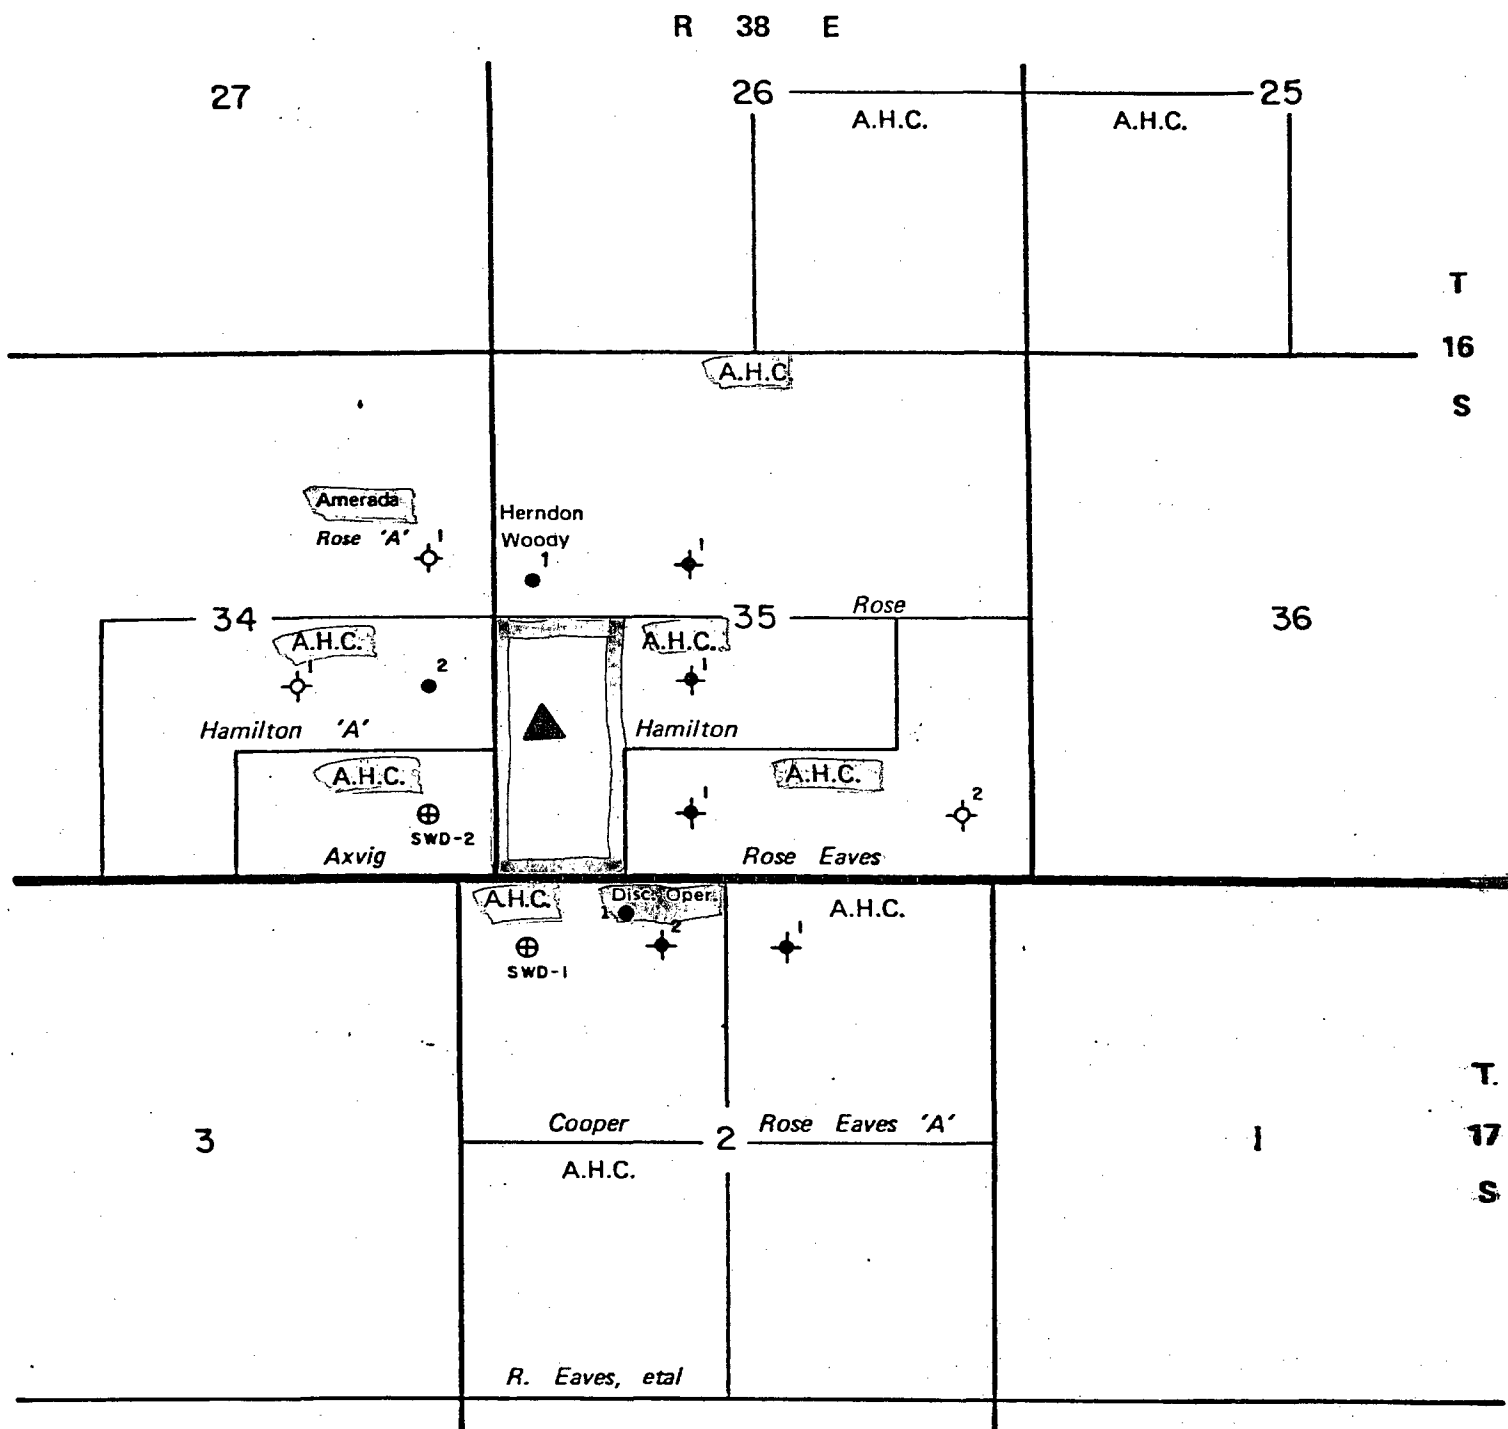 R 38 E
27
26
25
A.H.C.
A.H.C.
T
16
S
A.H.C.
Amerada
Rose 'A'
1
Herndon
Woody
1
1
34
35
Rose
36
A.H.C.
1
2
Hamilton 'A'
A.H.C.
1
Hamilton
A.H.C.
SWD-2
Axvig
A.H.C.
1
2
Rose Eaves
A.H.C.
SWD-1
Disc. Oper.
1
2
A.H.C.
1
3
Cooper
2
Rose Eaves 'A'
1
T.
17
S
A.H.C.
R. Eaves, etal